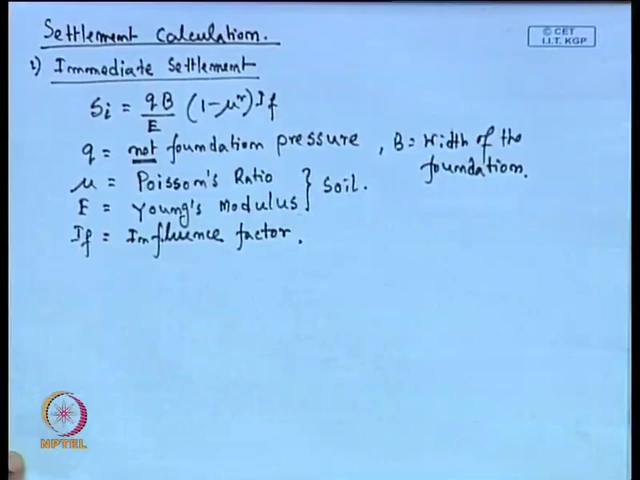 Settlement Calculation.
© CET
I.I.T. KGP
1) Immediate Settlement
Si = qB/E (1-μ²) If
q = not foundation pressure , B = Width of the
foundation.
μ = Poisson's Ratio
E = Young's Modulus } Soil.
If = Influence factor.
NPTEL